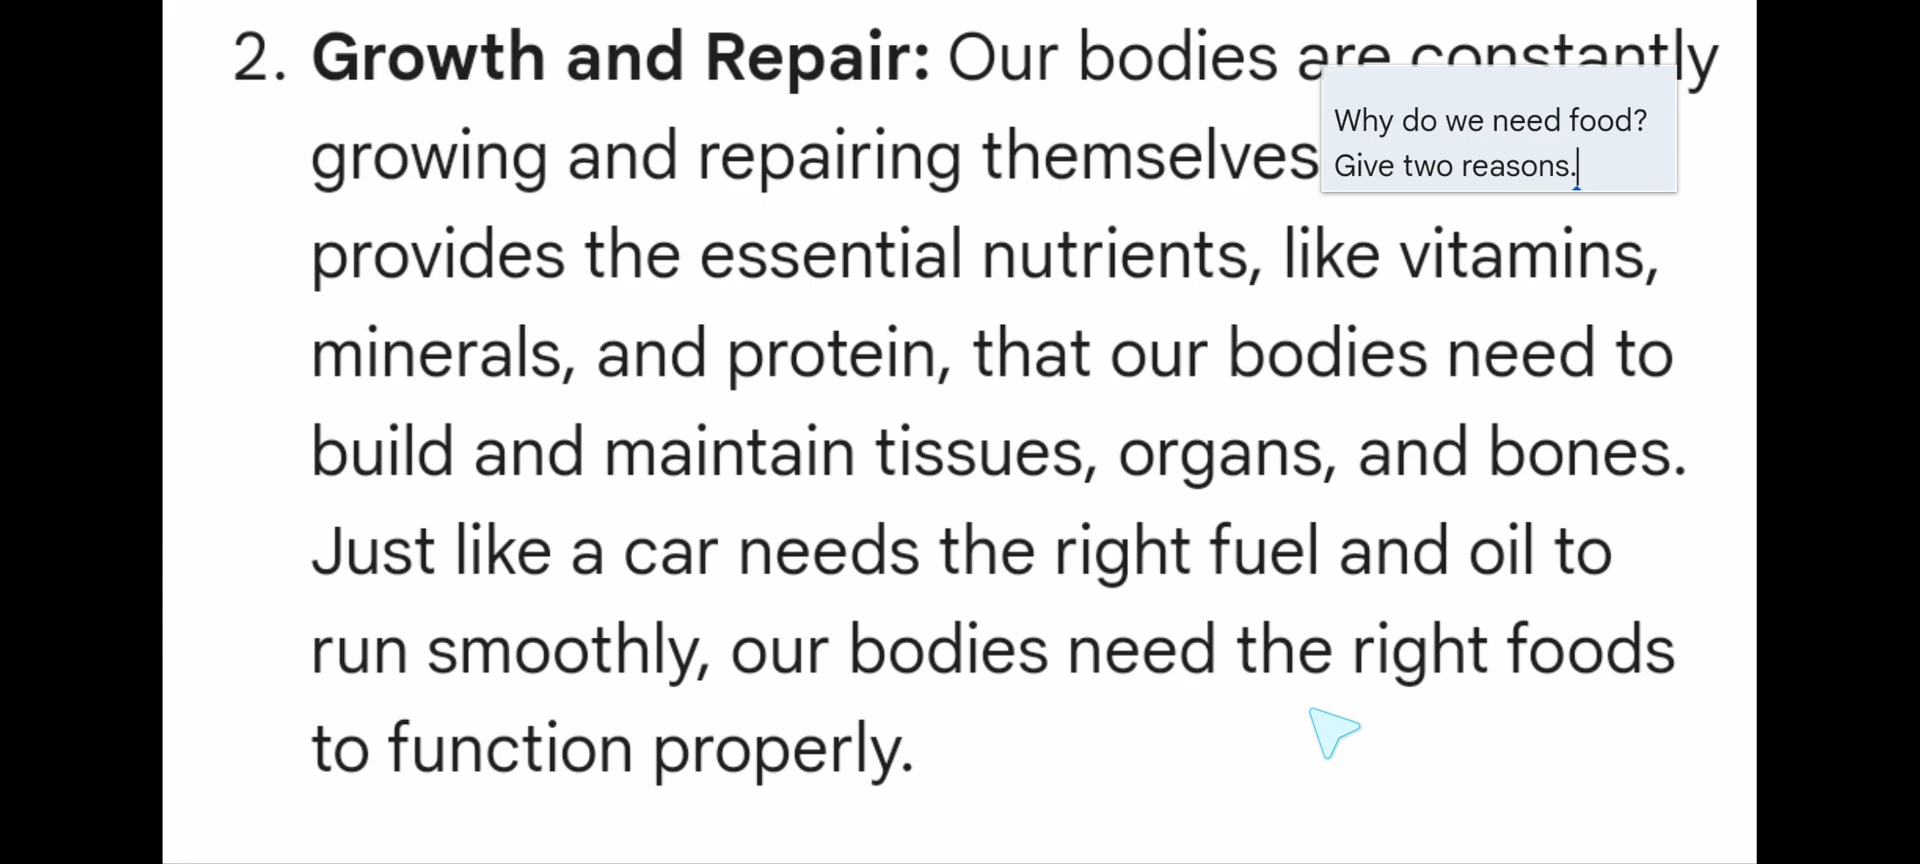 2. Growth and Repair: Our bodies are constantly
Why do we need food?
Give two reasons.
growing and repairing themselves
provides the essential nutrients, like vitamins,
minerals, and protein, that our bodies need to
build and maintain tissues, organs, and bones.
Just like a car needs the right fuel and oil to
run smoothly, our bodies need the right foods
to function properly.